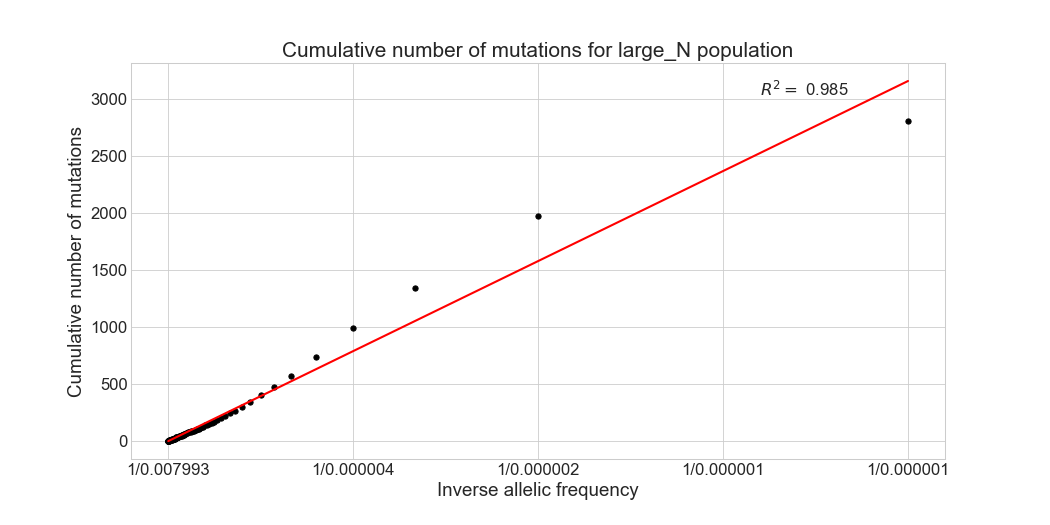 Cumulative number of mutations for large_N population
R² = 0.985
Cumulative number of mutations
3000
2500
2000
1500
1000
500
0
1/0.007993 1/0.000004 1/0.000002 1/0.000001 1/0.000001
Inverse allelic frequency